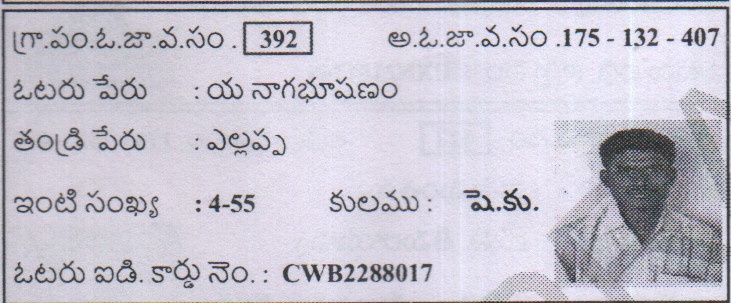 గ్రా.పం.ఓ.జా.వ.సం . 392 అ.ఓ.జా.వ.సం .175 - 132 - 407
ఓటరు పేరు : య నాగభూషణం
తండ్రి పేరు : ఎల్లప్ప
ఇంటి సంఖ్య : 4-55 కులము : షె.కు.
ఓటరు ఐడి. కార్డు నెం. : CWB2288017